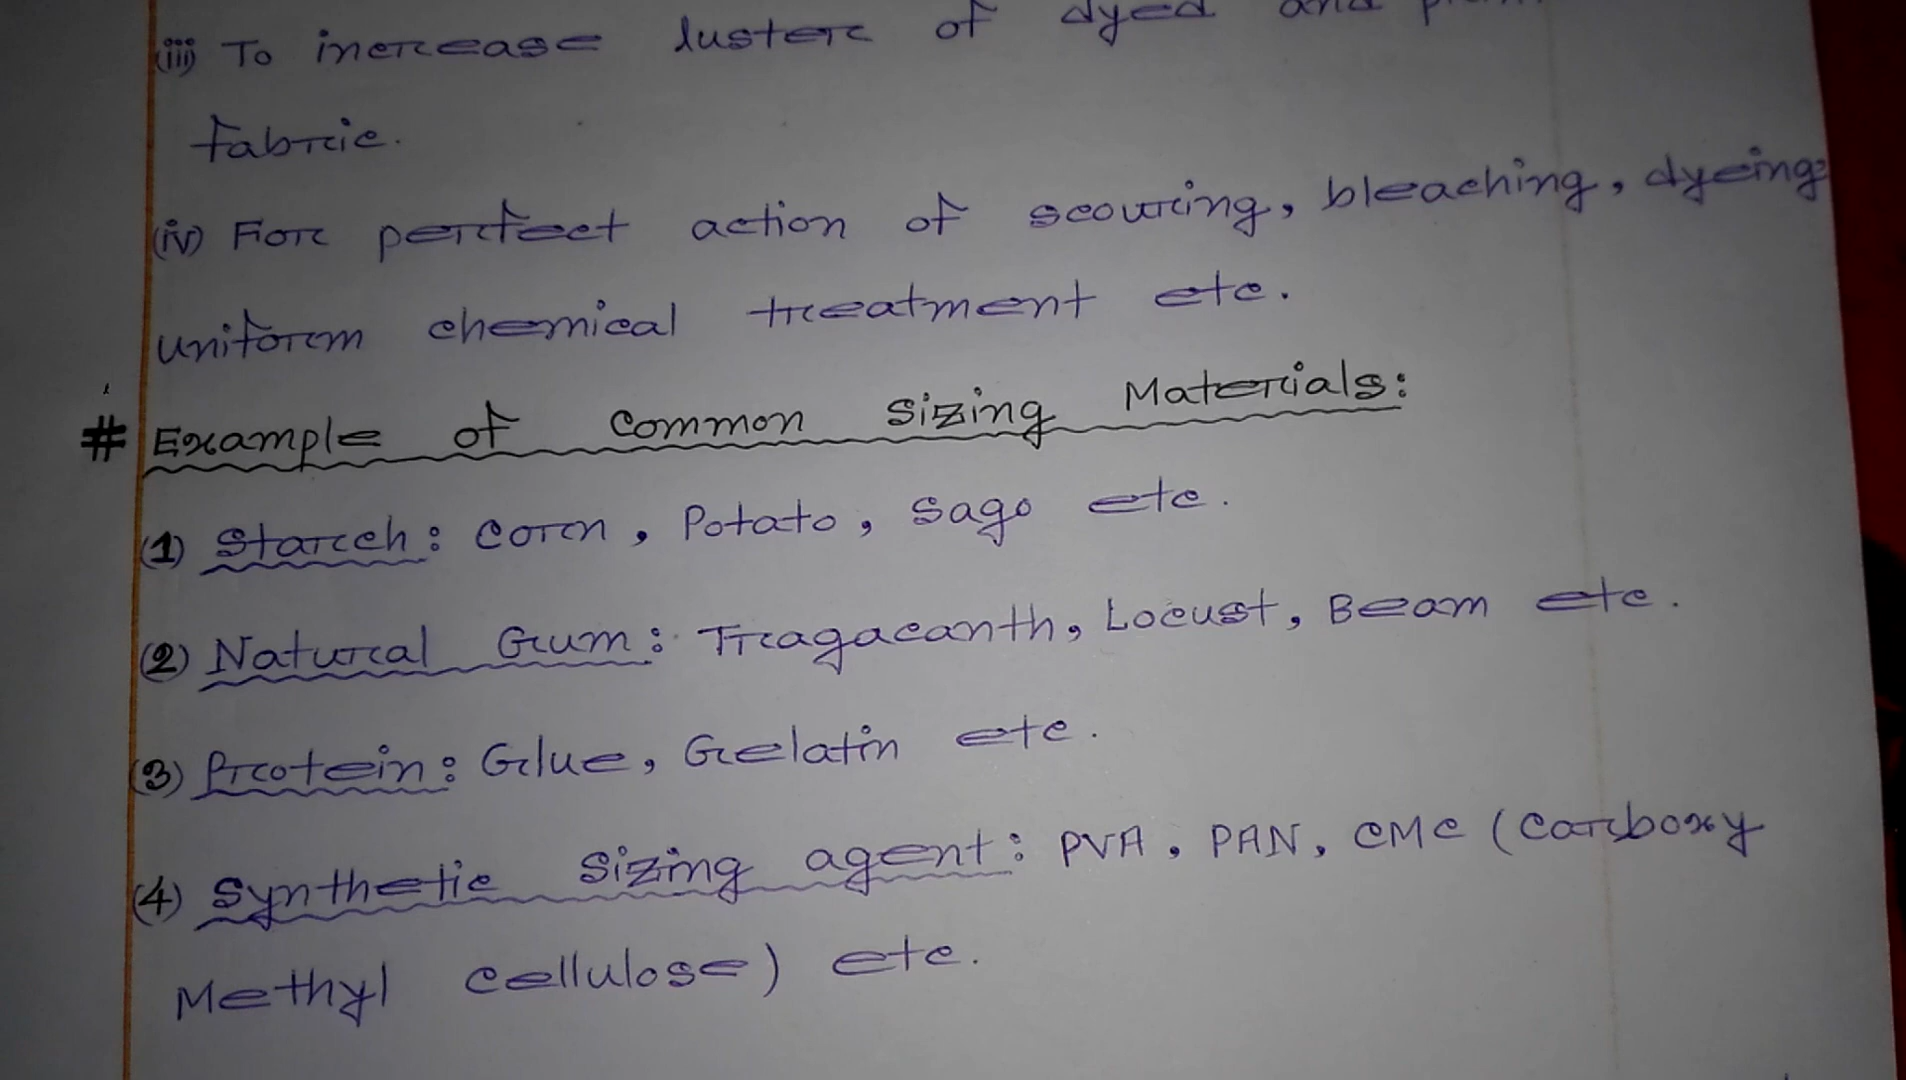 (iii) To increase luster of dyed and
fabric.
(iv) For perfect action of scouring, bleaching, dyeing,
uniform chemical treatment etc.
# Example of Common Sizing Materials:
(1) Starch: Corn, Potato, Sago etc.
(2) Natural Gum: Tragacanth, Locust, Beam etc.
(3) Protein: Glue, Gelatin etc.
(4) Synthetic Sizing agent: PVA, PAN, CMC (Carboxy
Methyl cellulose) etc.